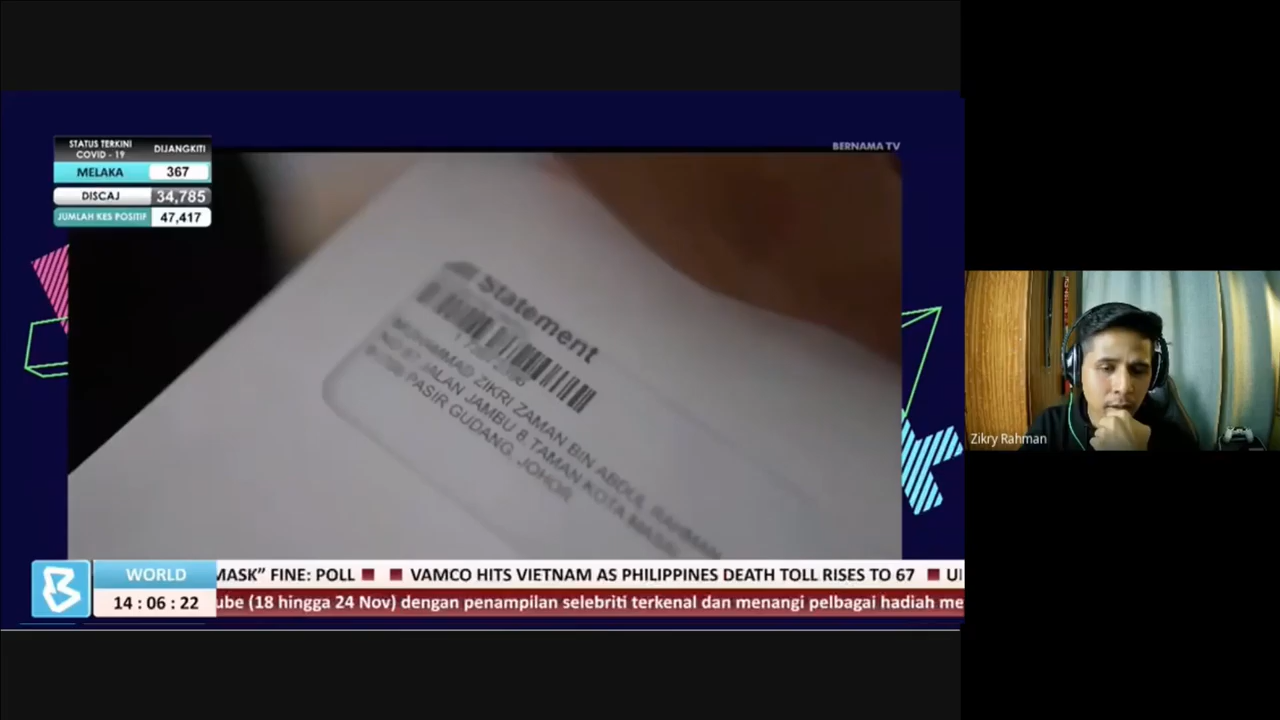 STATUS TERKINI
COVID - 19
DIJANGKITI
MELAKA 367
DISCAJ 34,785
JUMLAH KES POSITIF 47,417
BERNAMA TV
Statement
MUHAMMAD ZIKRI ZAMAN BIN ABDUL RAHMAN
JALAN JAMBU 8, TAMAN KOTA MASAI
PASIR GUDANG, JOHOR
Zikry Rahman
WORLD
MASK” FINE: POLL VAMCO HITS VIETNAM AS PHILIPPINES DEATH TOLL RISES TO 67
14 : 06 : 22
(18 hingga 24 Nov) dengan penampilan selebriti terkenal dan menangi pelbagai hadiah